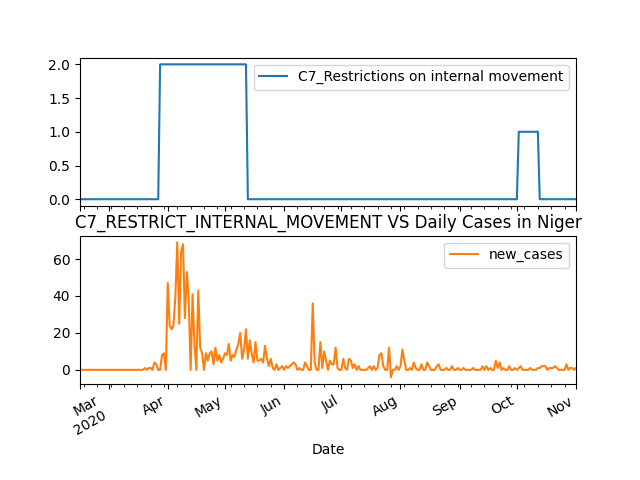 2.0
1.5
1.0
0.5
0.0
C7_Restrictions on internal movement
C7_RESTRICT_INTERNAL_MOVEMENT VS Daily Cases in Niger
60
40
20
0
new_cases
Mar
2020
Apr
May
Jun
Jul
Aug
Sep
Oct
Nov
Date